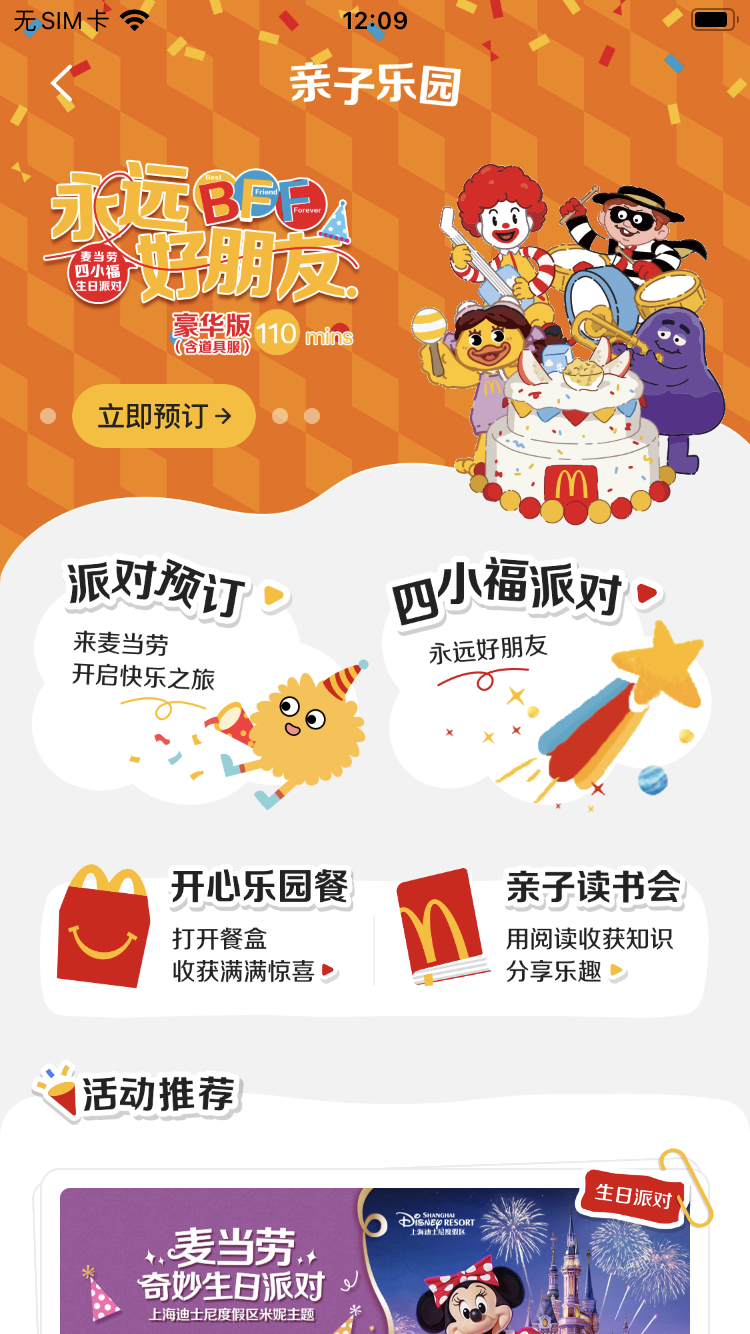 无SIM卡 12:09
亲子乐园
永远
Best
Friend
Forever
BFF
好朋友
麦当劳
四小福
生日派对
豪华版
(含道具服)
110 mins
立即预订→
派对预订
来麦当劳
开启快乐之旅
四小福派对
永远好朋友
开心乐园餐
打开餐盒
收获满满惊喜
亲子读书会
用阅读收获知识
分享乐趣
活动推荐
生日派对
麦当劳
奇妙生日派对
上海迪士尼度假区米妮主题
SHANGHAI
DISNEY RESORT
上海迪士尼度假区